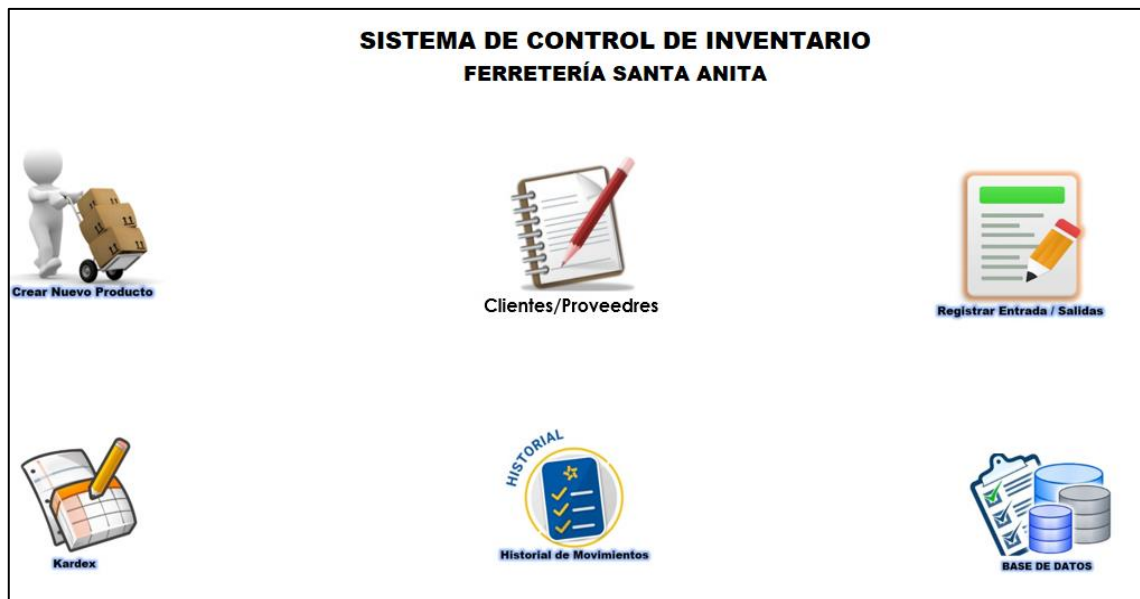 SISTEMA DE CONTROL DE INVENTARIO
FERRETERÍA SANTA ANITA
Crear Nuevo Producto
Clientes/Proveedres
Registrar Entrada / Salidas
Kardex
HISTORIAL
Historial de Movimientos
BASE DE DATOS